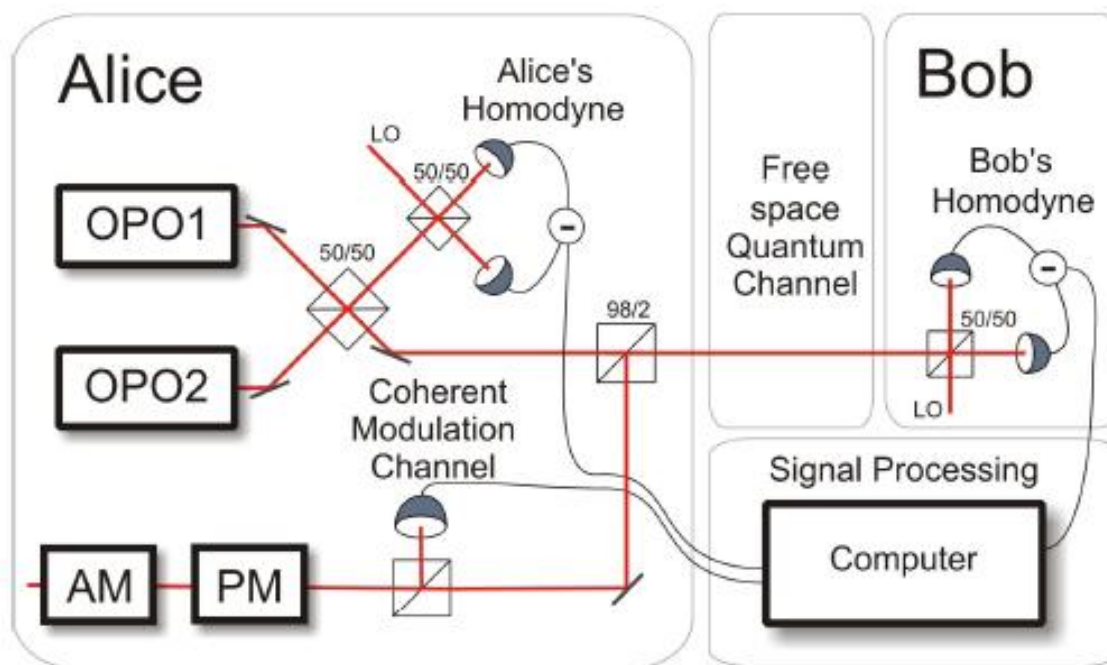 Alice
OPO1
OPO2
50/50
LO
50/50
Alice's
Homodyne
98/2
Coherent
Modulation
Channel
AM
PM
Free
space
Quantum
Channel
Bob
Bob's
Homodyne
50/50
LO
Signal Processing
Computer
-
-